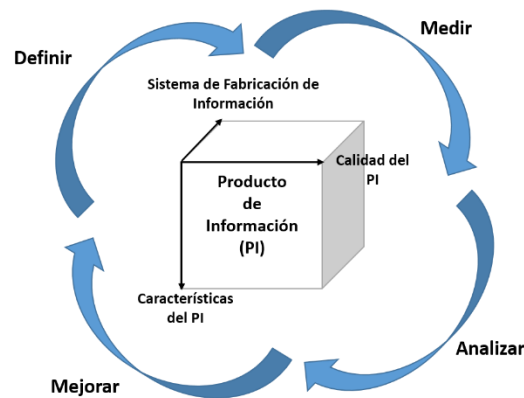 Medir
Definir
Sistema de Fabricación de
Información
Calidad del
PI
Producto
de
Información
(PI)
Características
del PI
Analizar
Mejorar